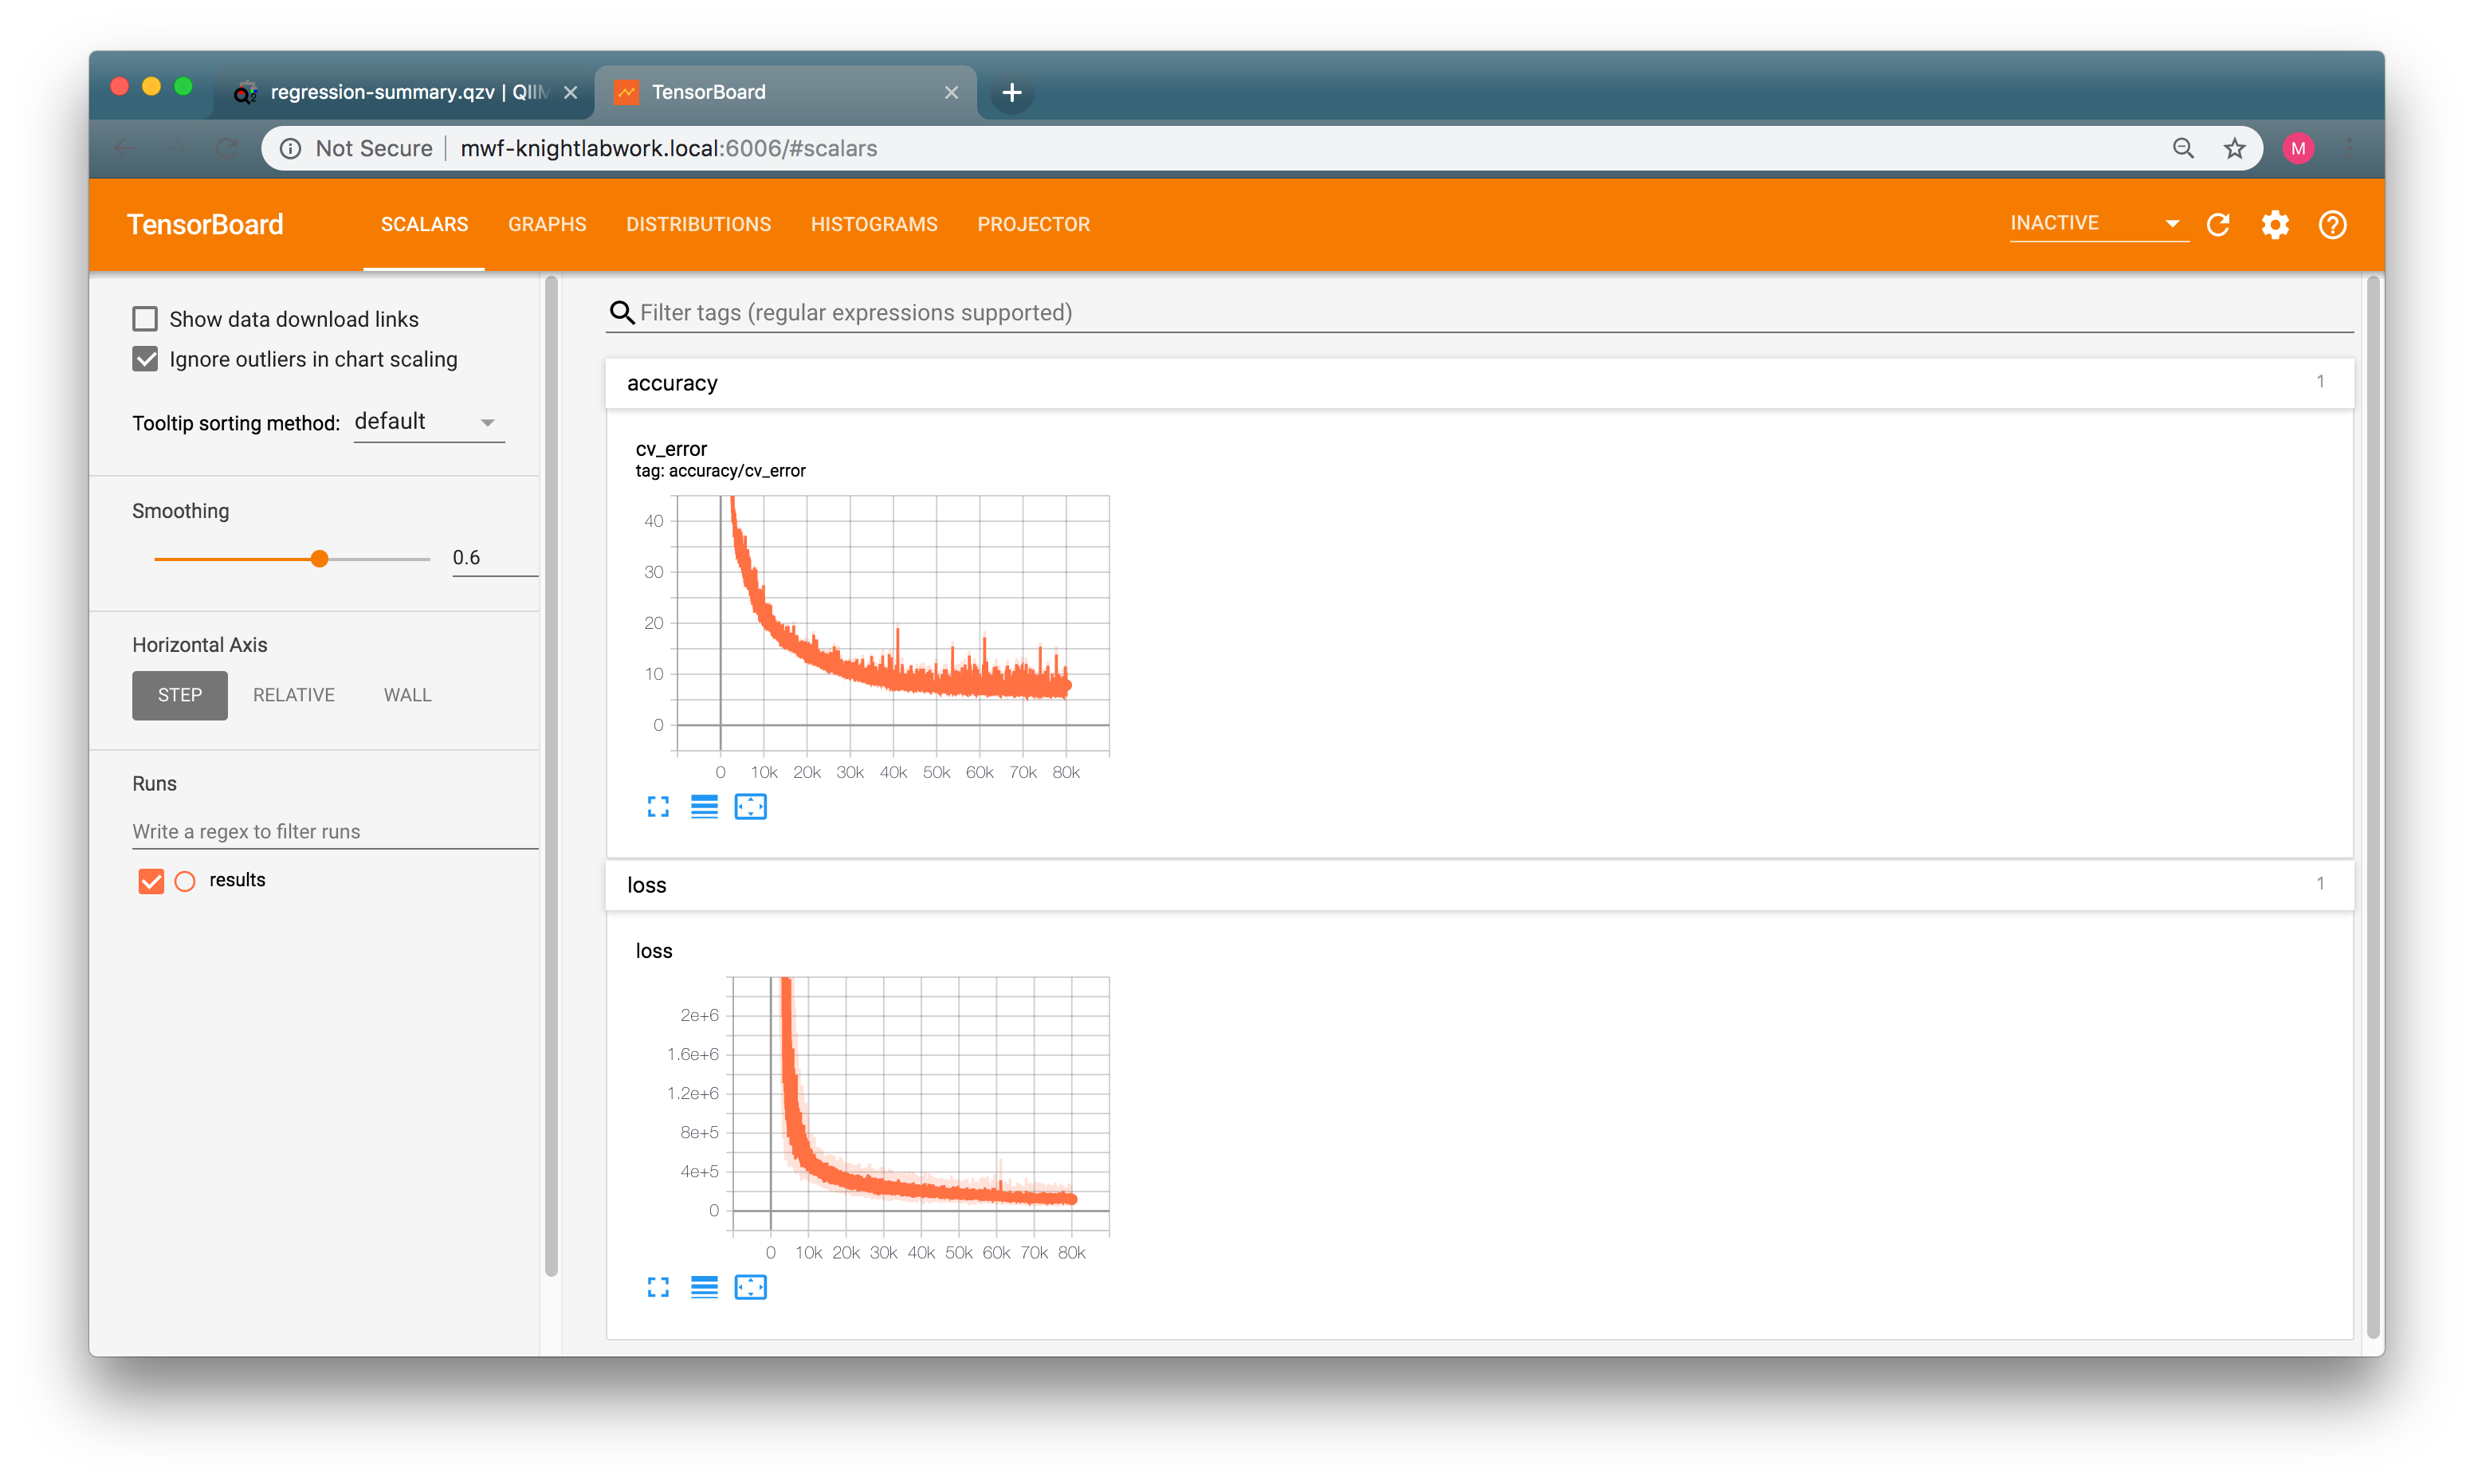 regression-summary.qzv | QIIM
TensorBoard
Not Secure
mwf-knightlabwork.local:6006/#scalars
M
TensorBoard
SCALARS
GRAPHS
DISTRIBUTIONS
HISTOGRAMS
PROJECTOR
INACTIVE
Show data download links
Ignore outliers in chart scaling
Tooltip sorting method: default
Smoothing
0.6
Horizontal Axis
STEP
RELATIVE
WALL
Runs
Write a regex to filter runs
results
Filter tags (regular expressions supported)
accuracy
1
cv_error
tag: accuracy/cv_error
40
30
20
10
0
0 10k 20k 30k 40k 50k 60k 70k 80k
loss
1
loss
2e+6
1.6e+6
1.2e+6
8e+5
4e+5
0
0 10k 20k 30k 40k 50k 60k 70k 80k